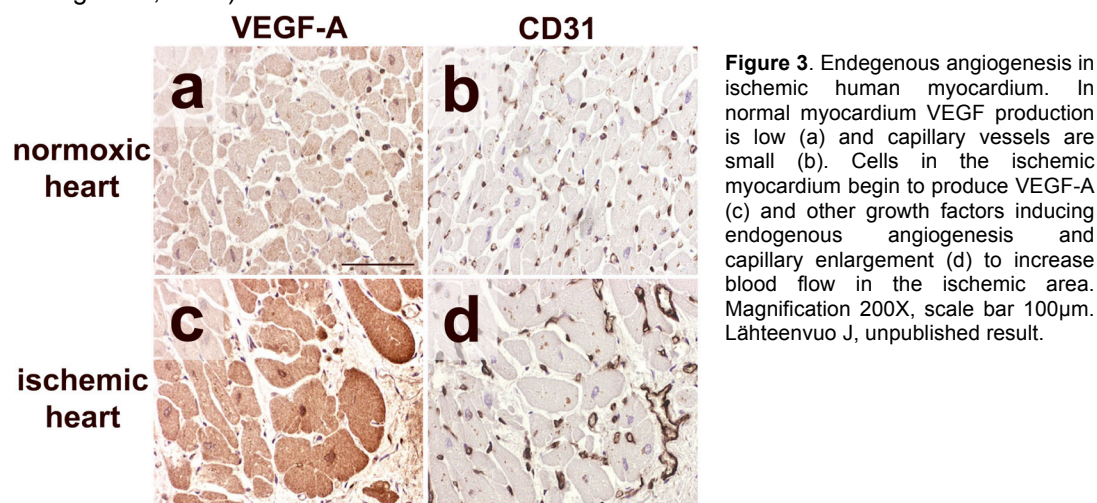 VEGF-A
CD31
a
b
normoxic
heart
c
d
ischemic
heart
Figure 3. Endegenous angiogenesis in
ischemic human myocardium. In
normal myocardium VEGF production
is low (a) and capillary vessels are
small (b). Cells in the ischemic
myocardium begin to produce VEGF-A
(c) and other growth factors inducing
endogenous angiogenesis and
capillary enlargement (d) to increase
blood flow in the ischemic area.
Magnification 200X, scale bar 100µm.
Lähteenvuo J, unpublished result.